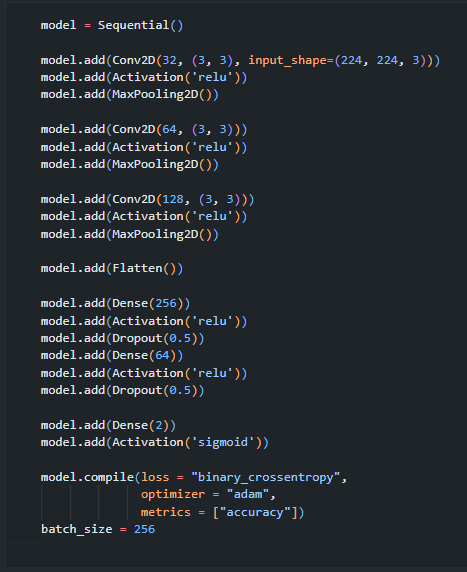 model = Sequential()
model.add(Conv2D(32, (3, 3), input_shape=(224, 224, 3)))
model.add(Activation('relu'))
model.add(MaxPooling2D())
model.add(Conv2D(64, (3, 3)))
model.add(Activation('relu'))
model.add(MaxPooling2D())
model.add(Conv2D(128, (3, 3)))
model.add(Activation('relu'))
model.add(MaxPooling2D())
model.add(Flatten())
model.add(Dense(256))
model.add(Activation('relu'))
model.add(Dropout(0.5))
model.add(Dense(64))
model.add(Activation('relu'))
model.add(Dropout(0.5))
model.add(Dense(2))
model.add(Activation('sigmoid'))
model.compile(loss = "binary_crossentropy",
optimizer = "adam",
metrics = ["accuracy"])
batch_size = 256